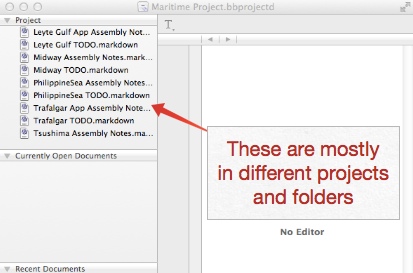 Maritime Project.bbprojectd
Project
Leyte Gulf App Assembly Not...
Leyte Gulf TODO.markdown
Midway Assembly Notes.mark...
Midway TODO.markdown
PhilippineSea Assembly Notes...
PhilippineSea TODO.markdown
Trafalgar App Assembly Notes...
Trafalgar TODO.markdown
Tsushima Assembly Notes.ma...
Currently Open Documents
Recent Documents
T
These are mostly
in different projects
and folders
No Editor